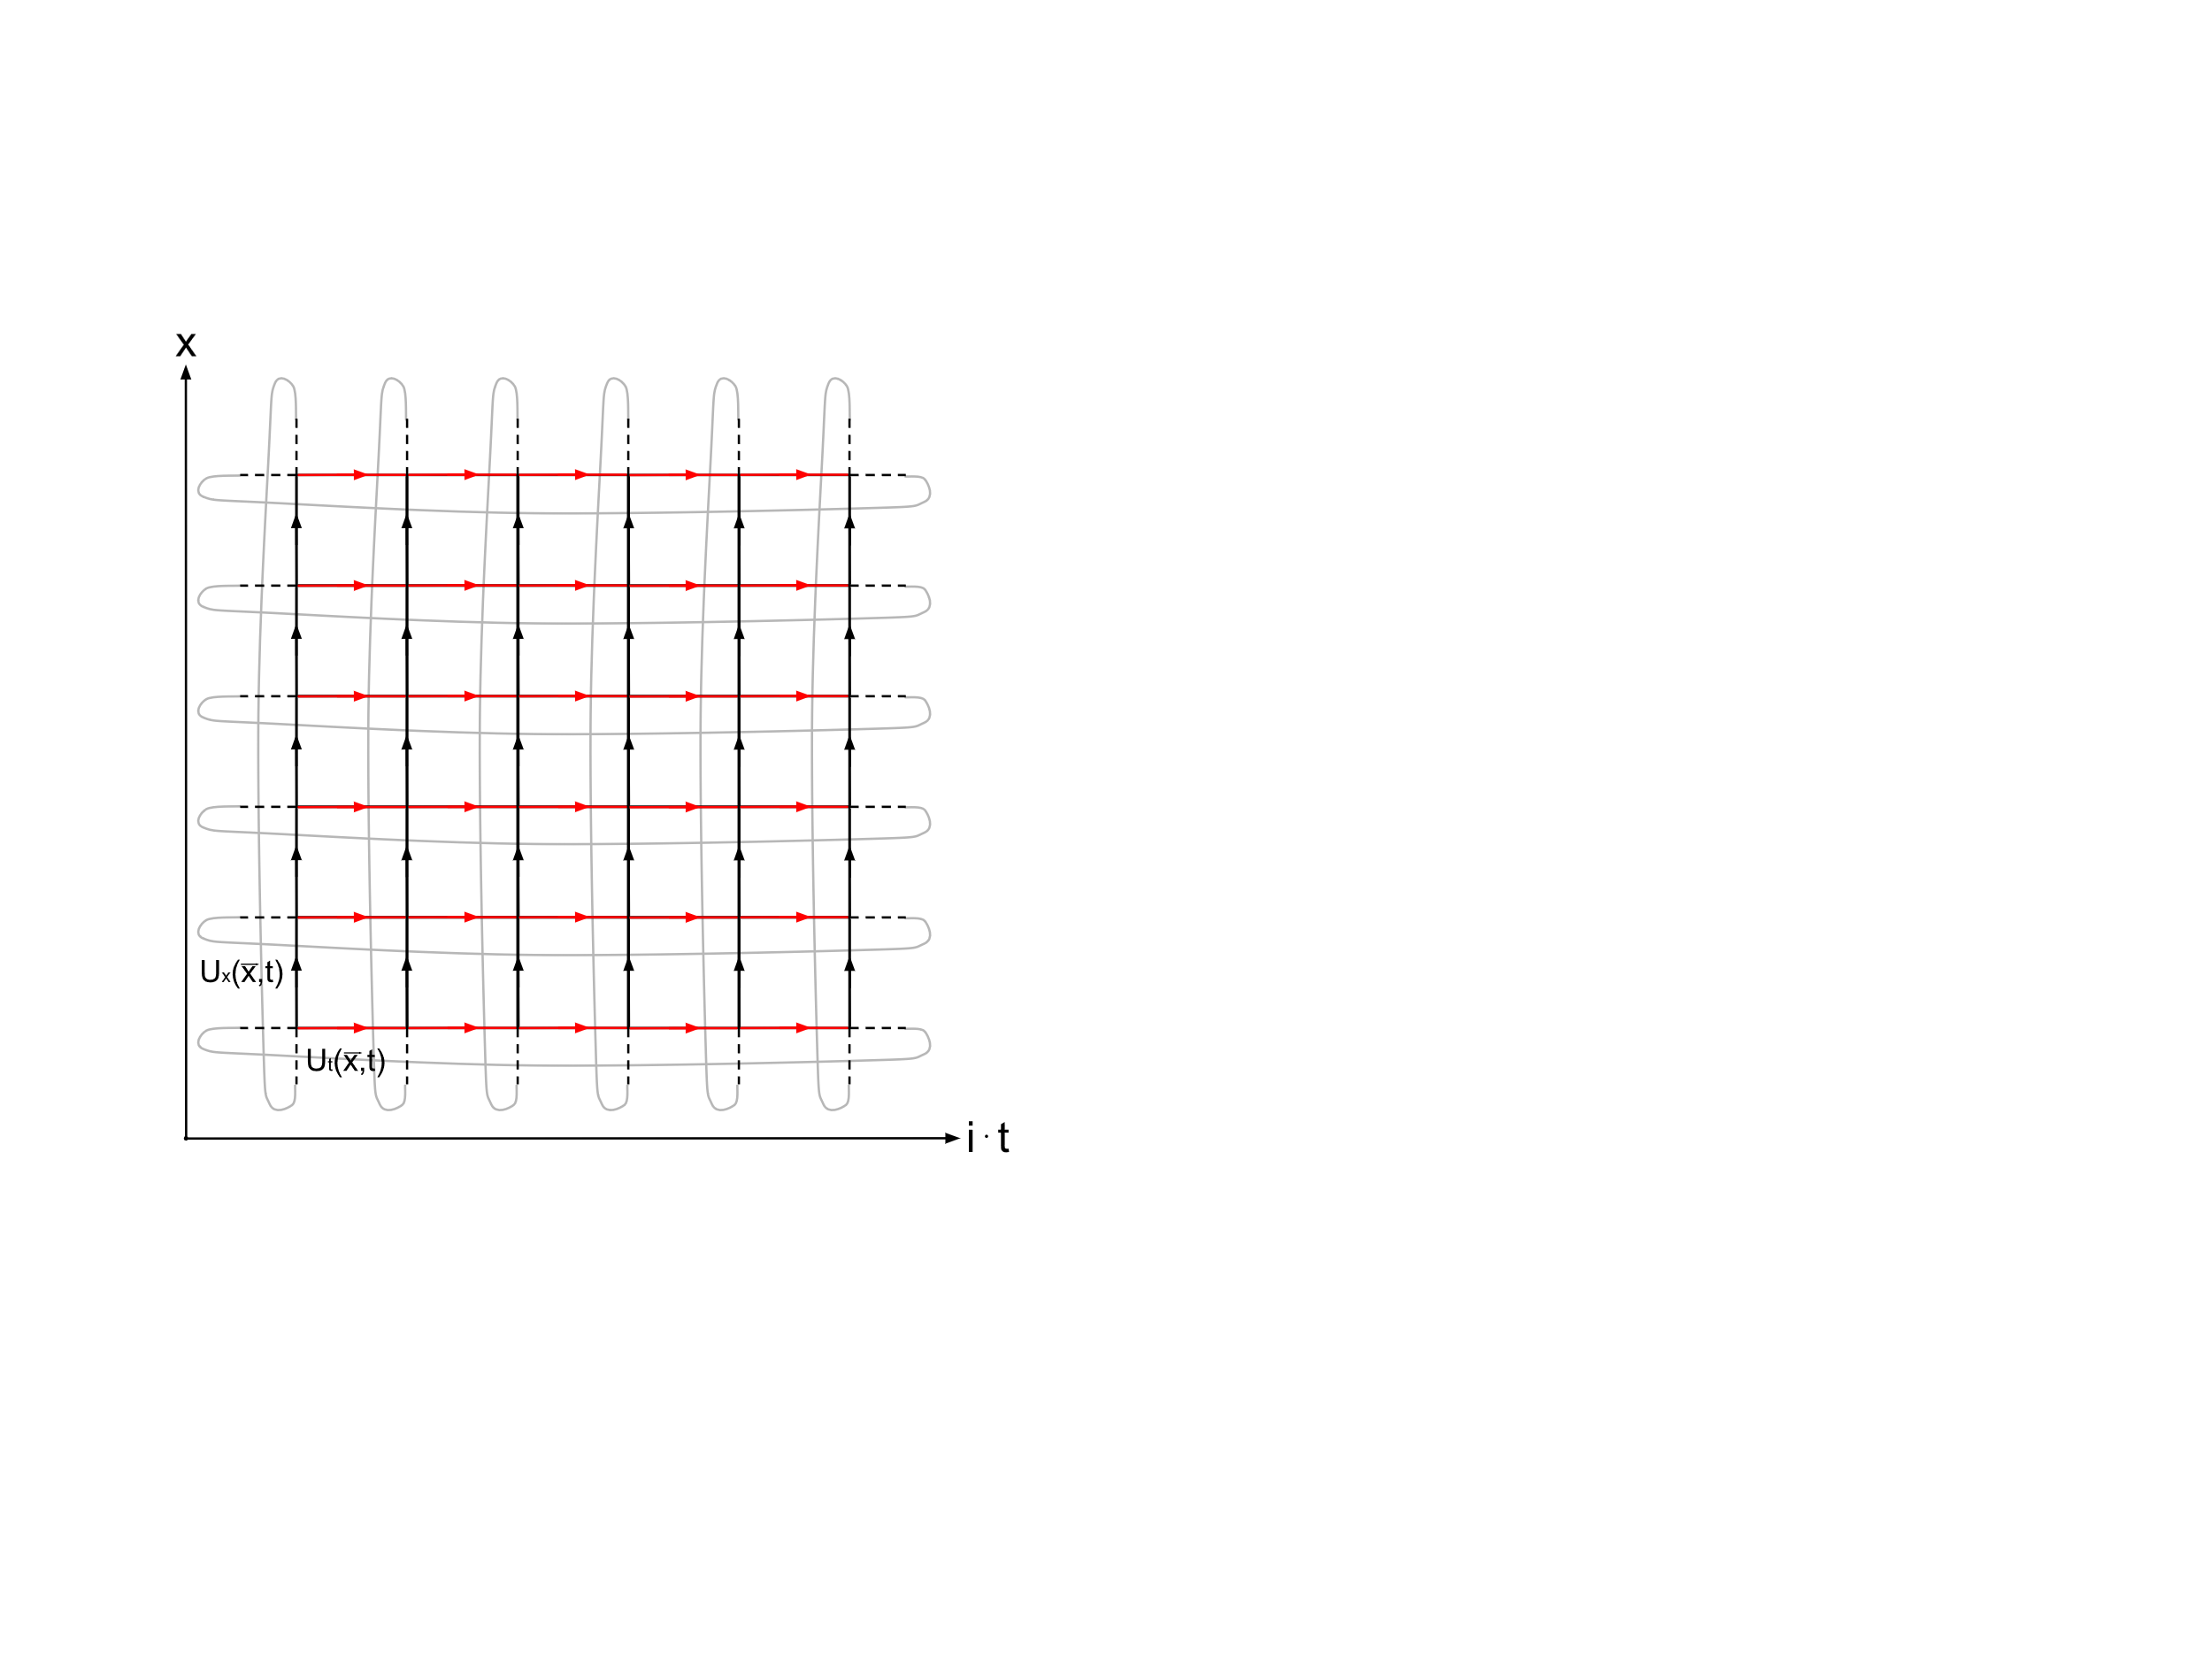 x
Ux(x⃗,t)
Ut(x⃗,t)
i · t